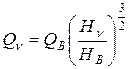 Q_V = Q_B (H_V / H_B)^{3/2}